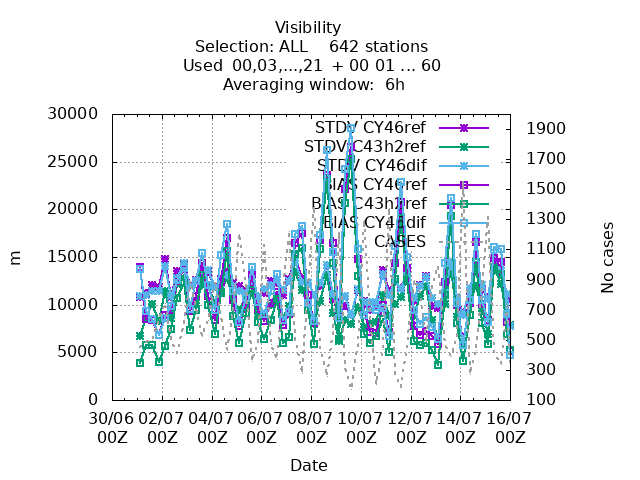 Visibility
Selection: ALL    642 stations
Used  00,03,...,21  + 00 01 ... 60
Averaging window:  6h
30000
25000
20000
15000
10000
5000
0
m
STDV CY46ref
STDV C43h2ref
STDV CY46dif
BIAS CY46ref
BIAS C43h2ref
BIAS CY46dif
CASES
1900
1700
1500
1300
1100
900
700
500
300
100
No cases
30/06 02/07 04/07 06/07 08/07 10/07 12/07 14/07 16/07
00Z 00Z 00Z 00Z 00Z 00Z 00Z 00Z 00Z
Date